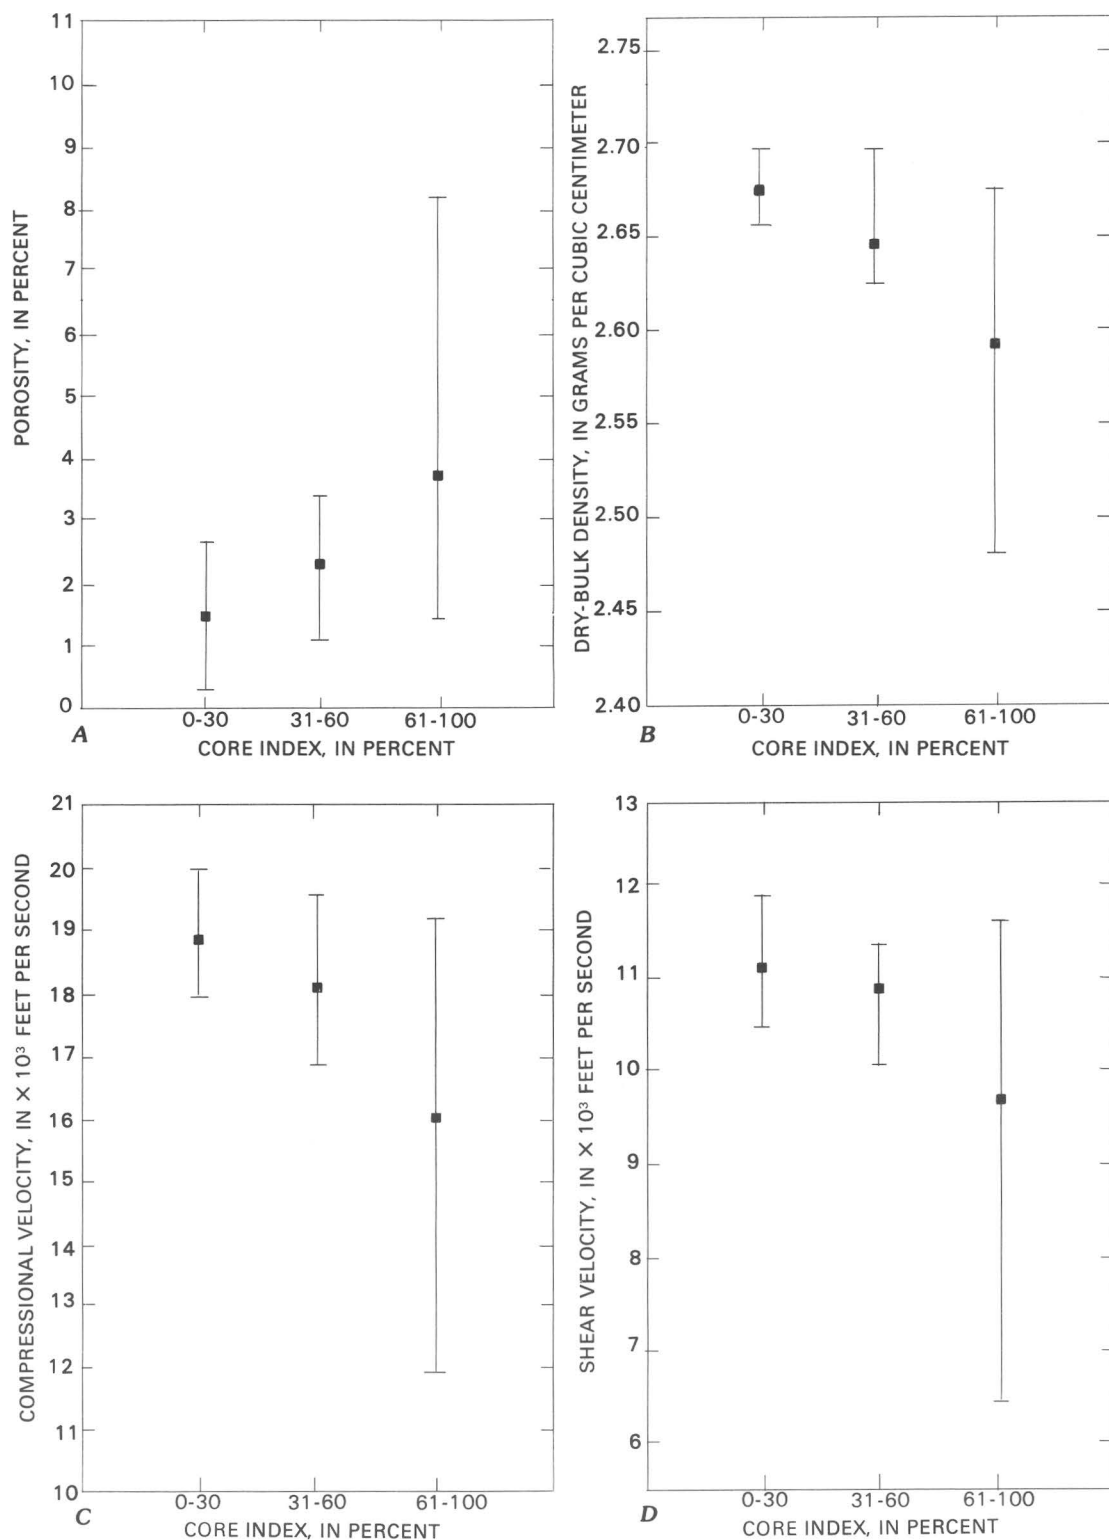 POROSITY, IN PERCENT
11
10
9
8
7
6
5
4
3
2
1
0
0-30 31-60 61-100
A
CORE INDEX, IN PERCENT
DRY-BULK DENSITY, IN GRAMS PER CUBIC CENTIMETER
2.75
2.70
2.65
2.60
2.55
2.50
2.45
2.40
0-30 31-60 61-100
B
CORE INDEX, IN PERCENT
COMPRESSIONAL VELOCITY, IN × 10³ FEET PER SECOND
21
20
19
18
17
16
15
14
13
12
11
10
0-30 31-60 61-100
C
CORE INDEX, IN PERCENT
SHEAR VELOCITY, IN × 10³ FEET PER SECOND
13
12
11
10
9
8
7
6
0-30 31-60 61-100
D
CORE INDEX, IN PERCENT